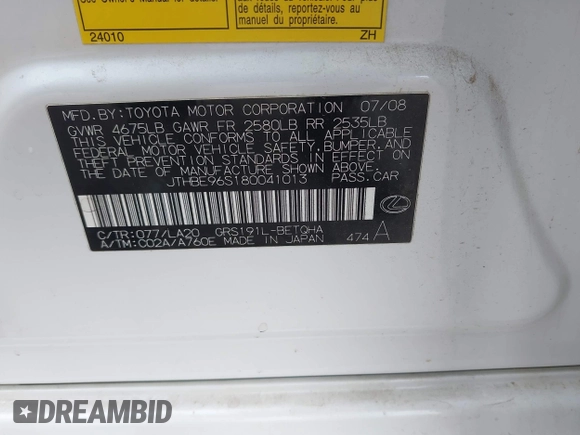 de détails, reportez-vous au
manuel du propriétaire.
24010
ZH
MFD.BY:TOYOTA MOTOR CORPORATION 07/08
GVWR 4675LB GAWR FR 2580LB RR 2535LB
THIS VEHICLE CONFORMS TO ALL APPLICABLE
FEDERAL MOTOR VEHICLE SAFETY,BUMPER,AND
THEFT PREVENTION STANDARDS IN EFFECT ON
THE DATE OF MANUFACTURE SHOWN ABOVE.
JTHBE96S180041013 PASS.CAR
C/TR:077/LA20 GRS191L-BETQHA
A/TM:C02A/A760E MADE IN JAPAN 474 A
DREAMBID